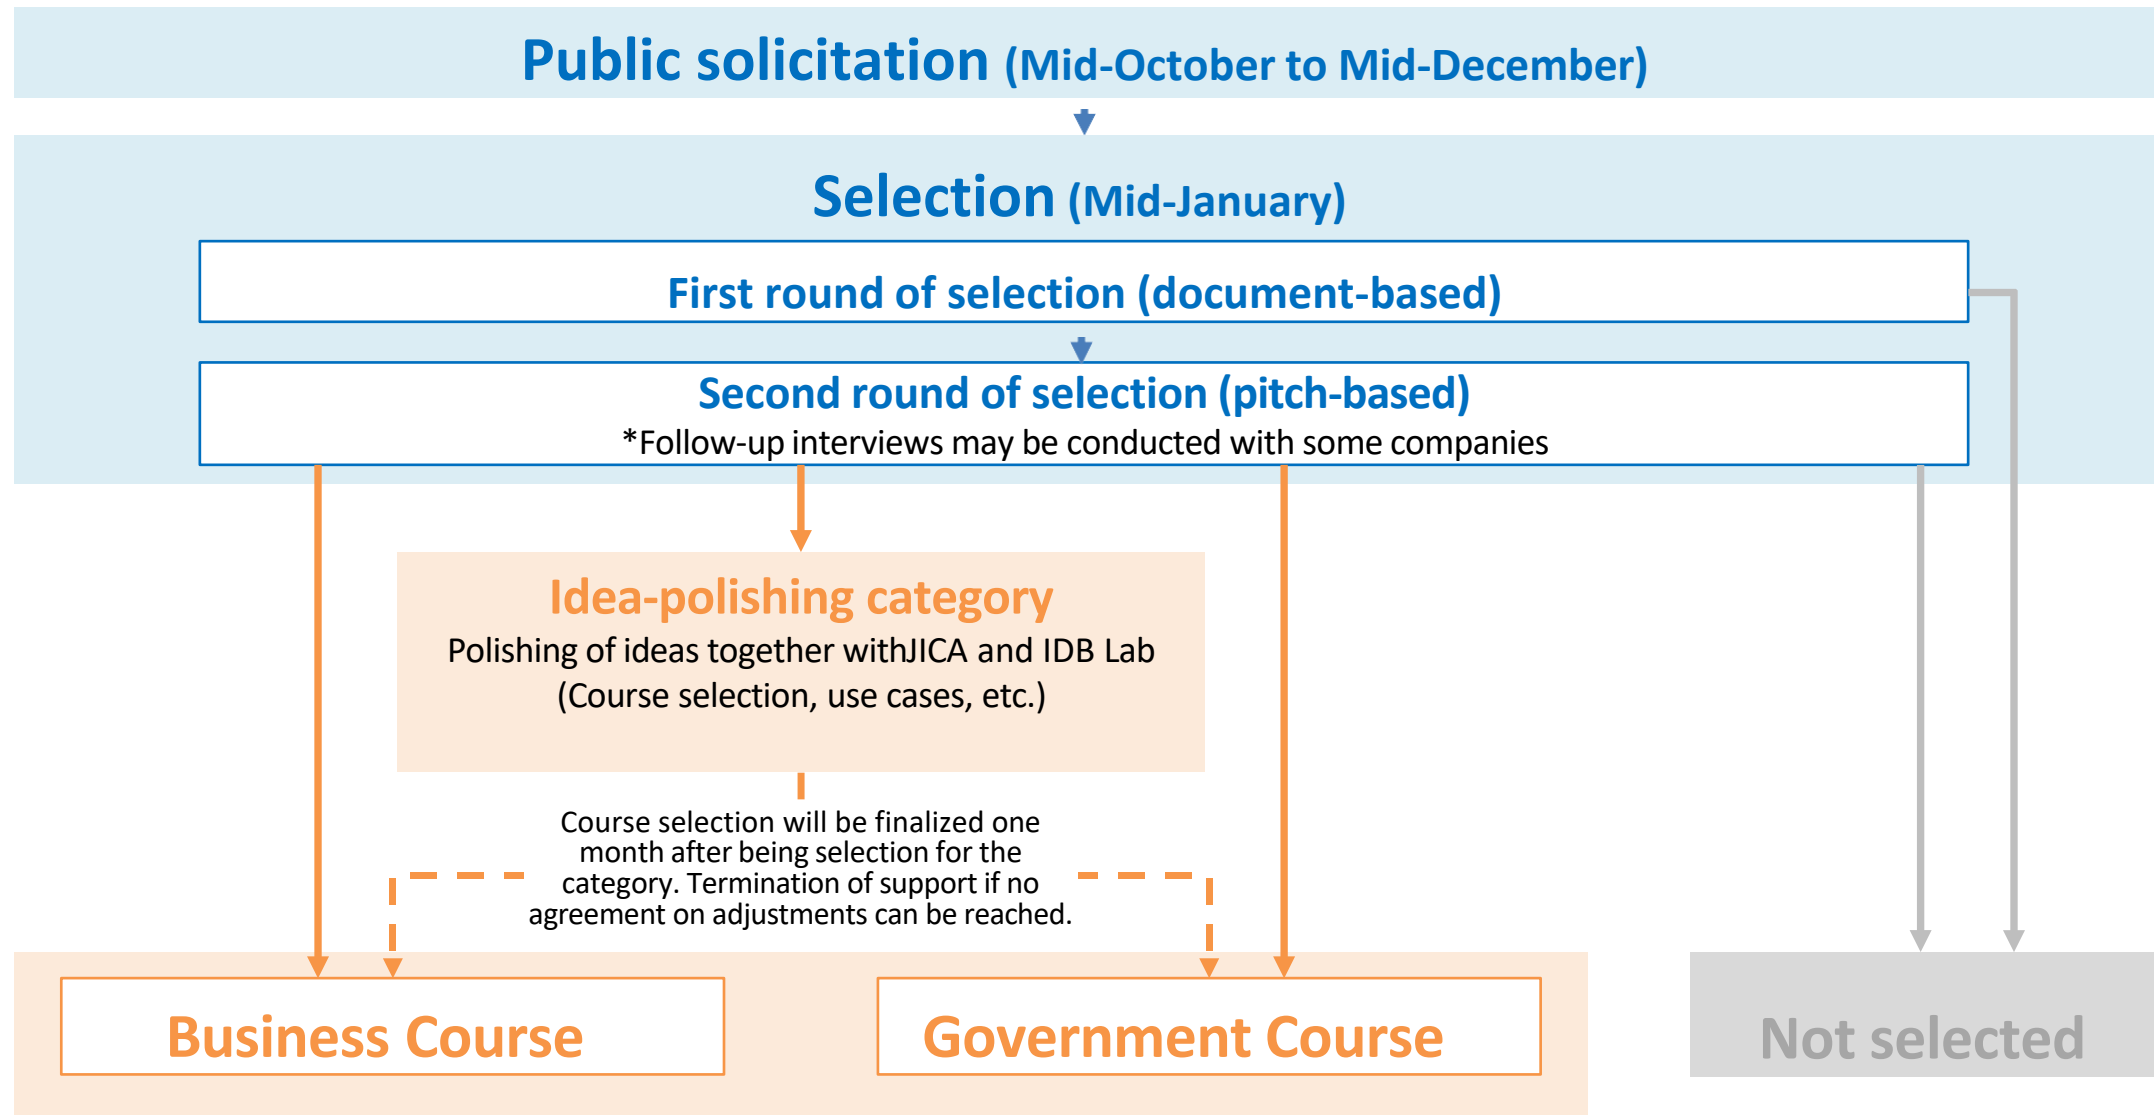 Public solicitation (Mid-October to Mid-December)
Selection (Mid-January)
First round of selection (document-based)
Second round of selection (pitch-based)
*Follow-up interviews may be conducted with some companies
Idea-polishing category
Polishing of ideas together withJICA and IDB Lab
(Course selection, use cases, etc.)
Course selection will be finalized one
month after being selection for the
category. Termination of support if no
agreement on adjustments can be reached.
Business Course
Government Course
Not selected